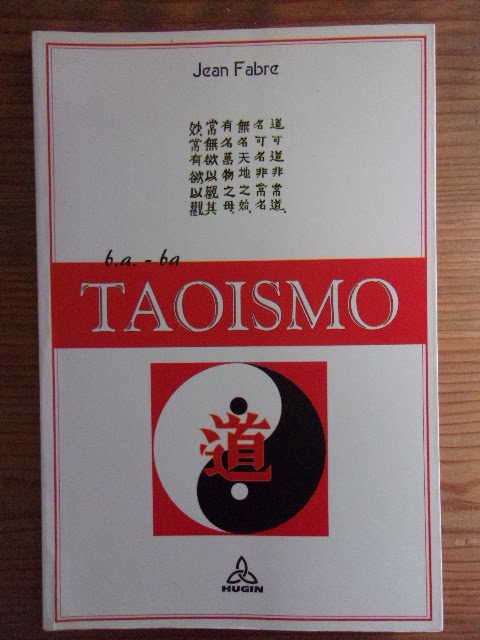 Jean Fabre
道可道非常道.
名可名非常名
無名天地之始.
有名萬物之母.
常無欲以觀其
妙常有欲以觀
b.a. - ba
TAOISMO
道
HUGIN